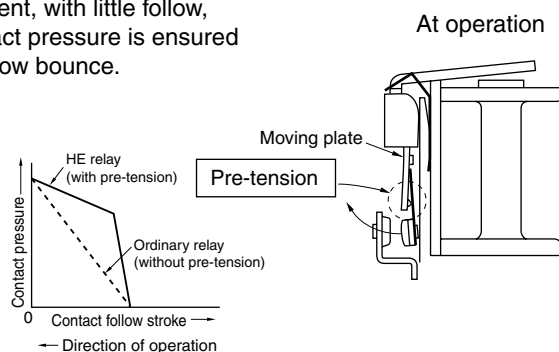 ent, with little follow,
act pressure is ensured
ow bounce.
At operation
Moving plate
Pre-tension
HE relay
(with pre-tension)
Ordinary relay
(without pre-tension)
Contact pressure
0
Contact follow stroke
Direction of operation